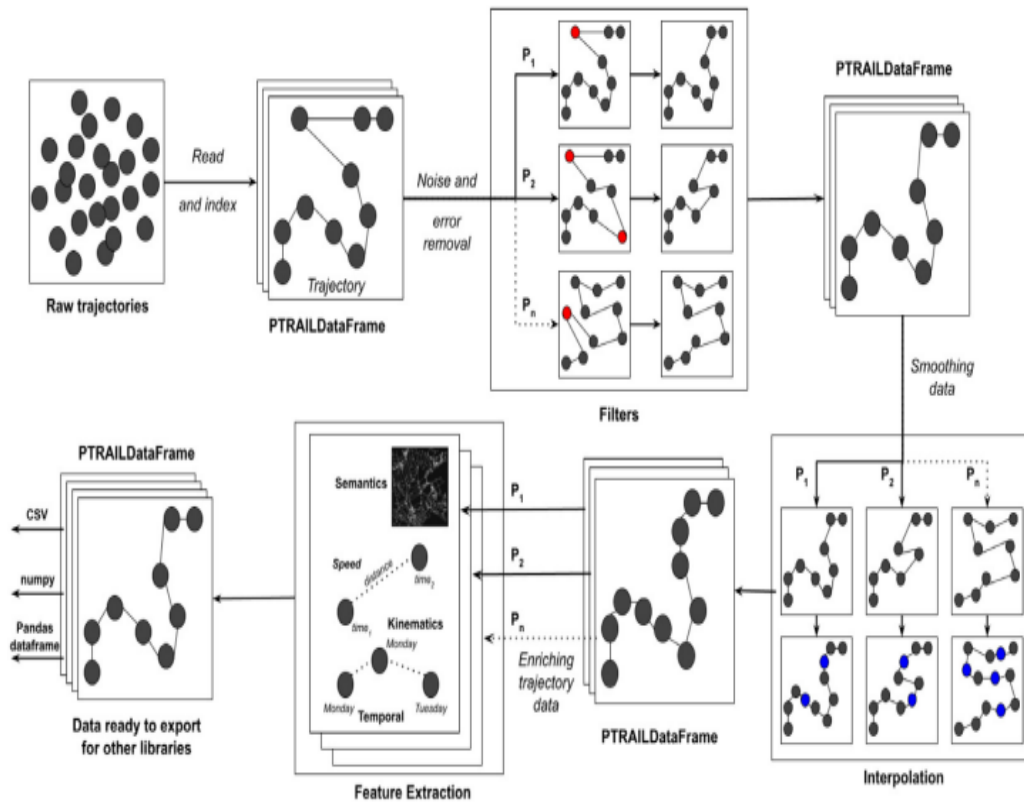 Raw trajectories
Read
and index
Trajectory
PTRAILDataFrame
Noise and
error
removal
P1
P2
Pn
Filters
PTRAILDataFrame
Smoothing
data
P1
P2
Pn
Interpolation
PTRAILDataFrame
P1
P2
Pn
Enriching
trajectory
data
Semantics
Speed
distance
time2
time1
Kinematics
Monday
Monday
Tuesday
Temporal
Feature Extraction
PTRAILDataFrame
CSV
numpy
Pandas
dataframe
Data ready to export
for other libraries